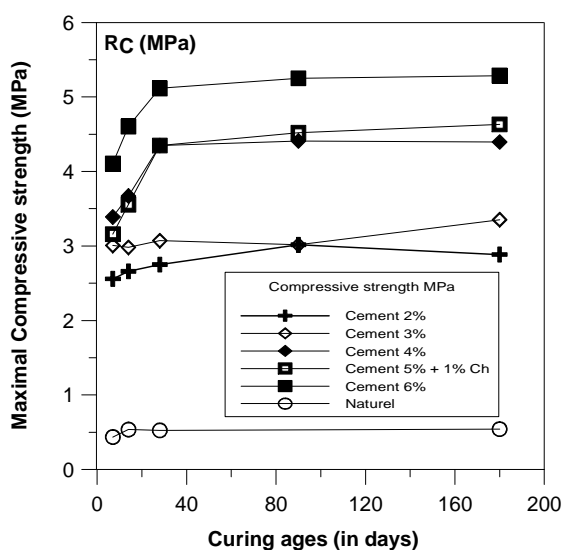 RC (MPa)
Maximal Compressive strength (MPa)
6
5
4
3
2
1
0
Compressive strength MPa
Cement 2%
Cement 3%
Cement 4%
Cement 5% + 1% Ch
Cement 6%
Naturel
0 40 80 120 160 200
Curing ages (in days)